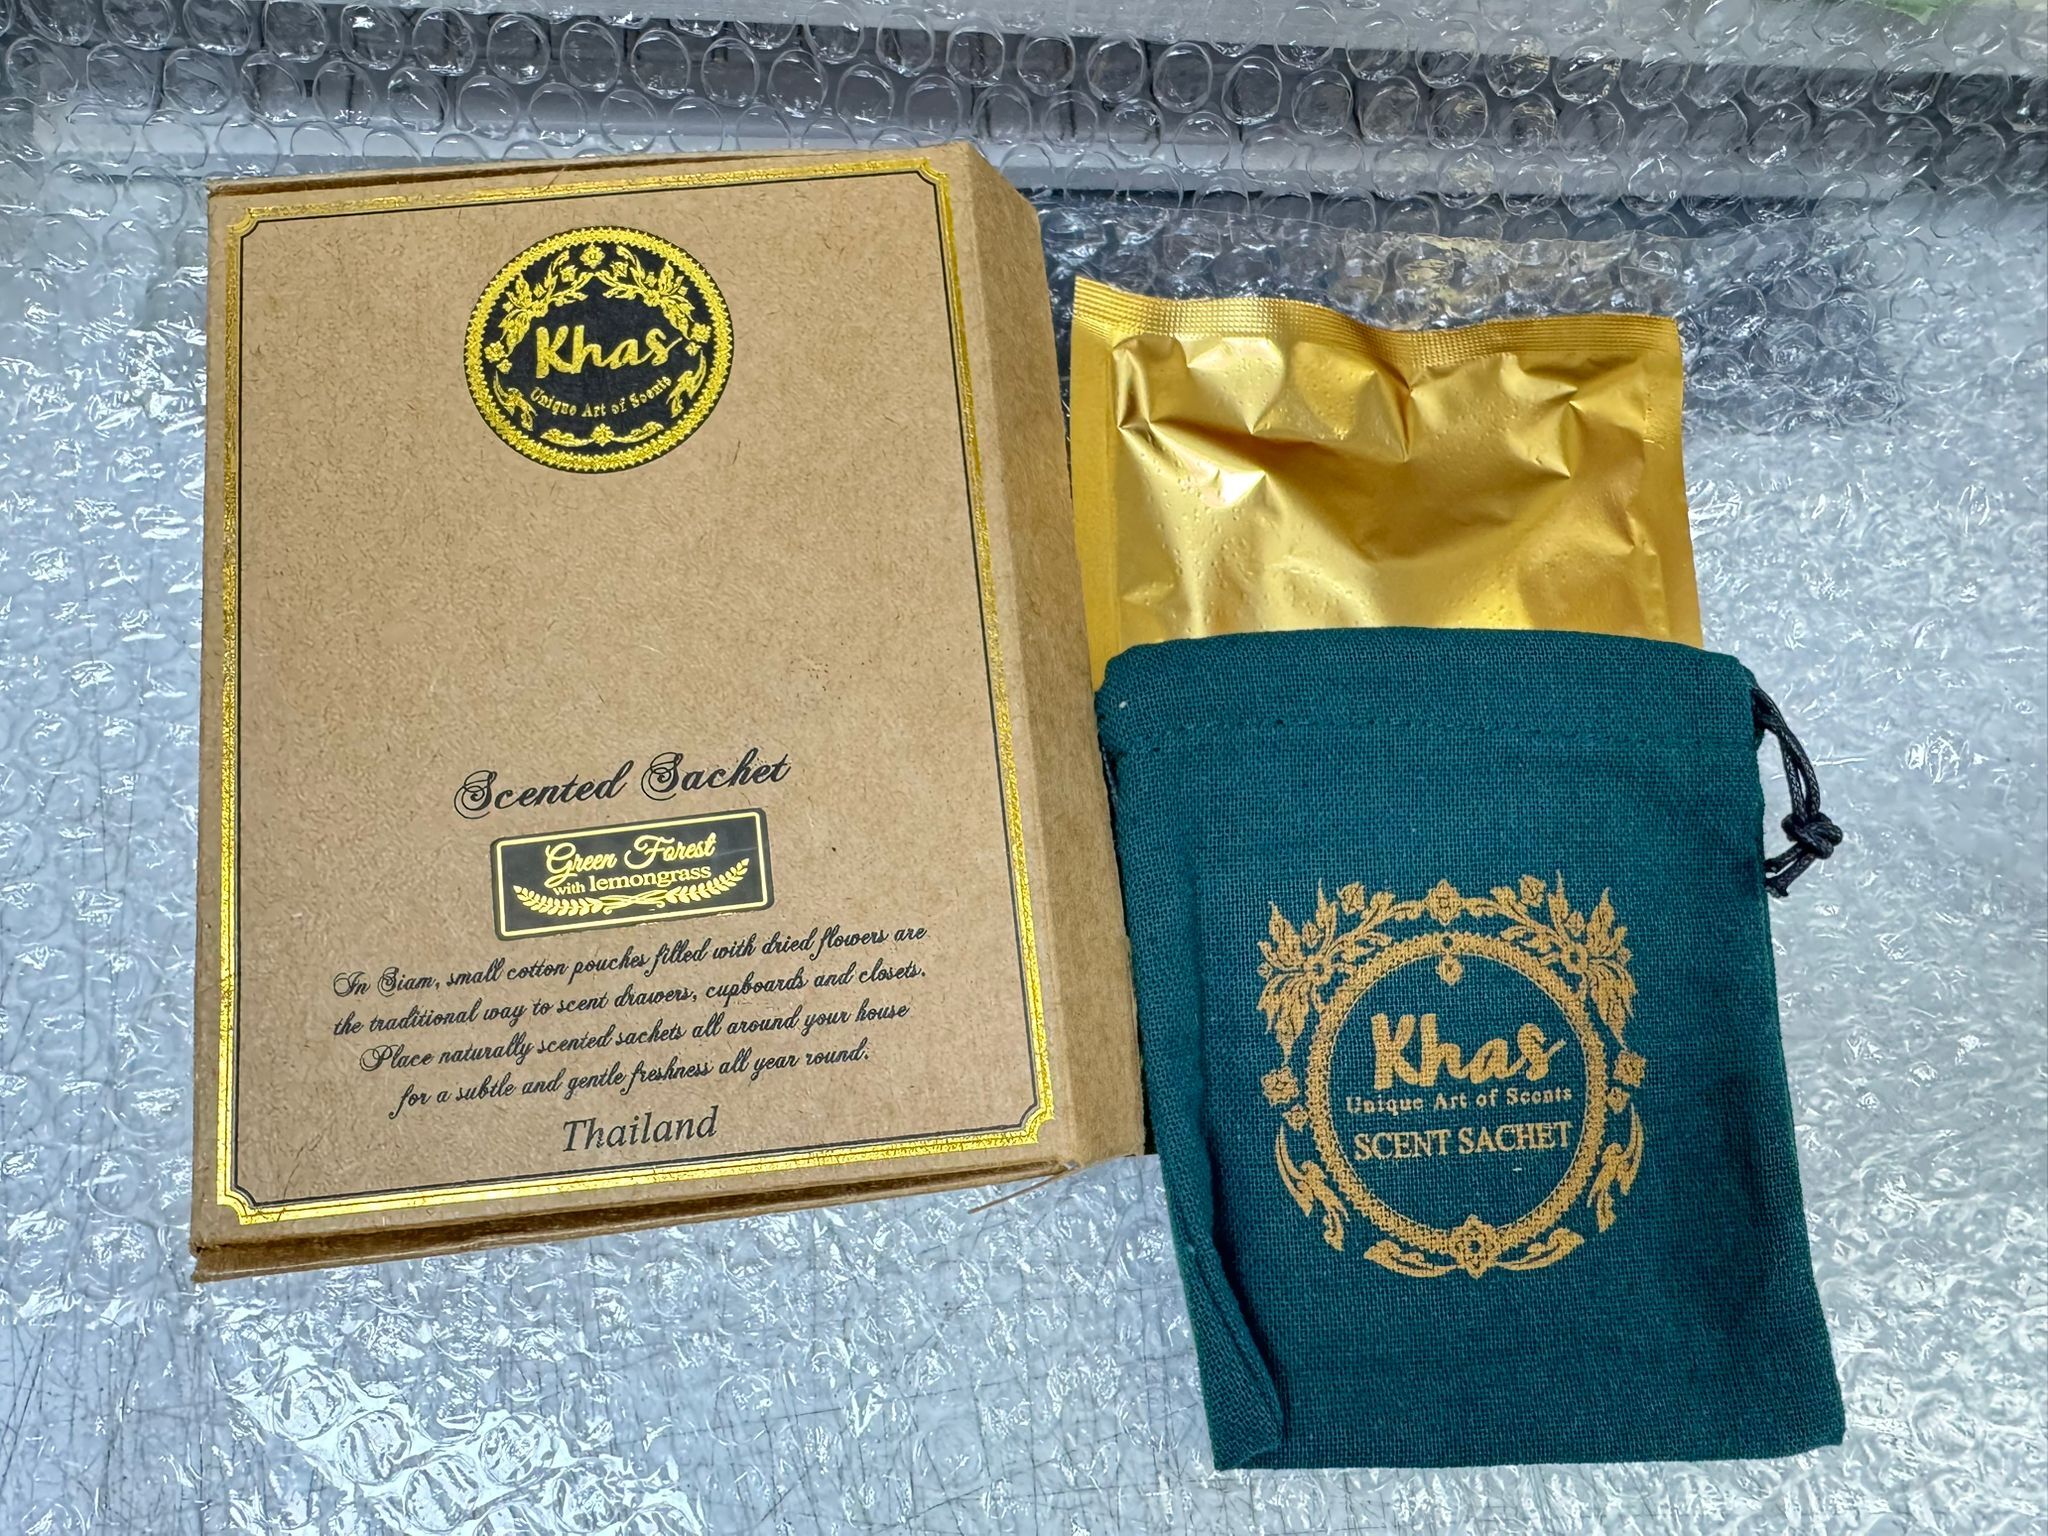 Khas
Unique Art of Scents
Scented Sachet
Green Forest
with lemongrass
In Siam, small cotton pouches filled with dried flowers are
the traditional way to scent drawers, cupboards and closets.
Place naturally scented sachets all around your house
for a subtle and gentle freshness all year round.
Thailand
Khas
Unique Art of Scents
SCENT SACHET